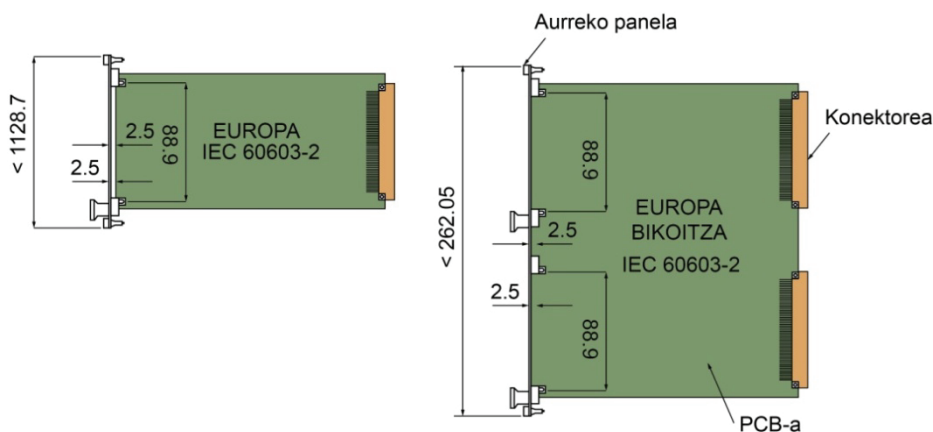 < 1128.7
2.5
2.5
88.9
EUROPA
IEC 60603-2
Aurreko panela
Konektorea
< 262.05
88.9
2.5
2.5
88.9
EUROPA
BIKOITZA
IEC 60603-2
PCB-a